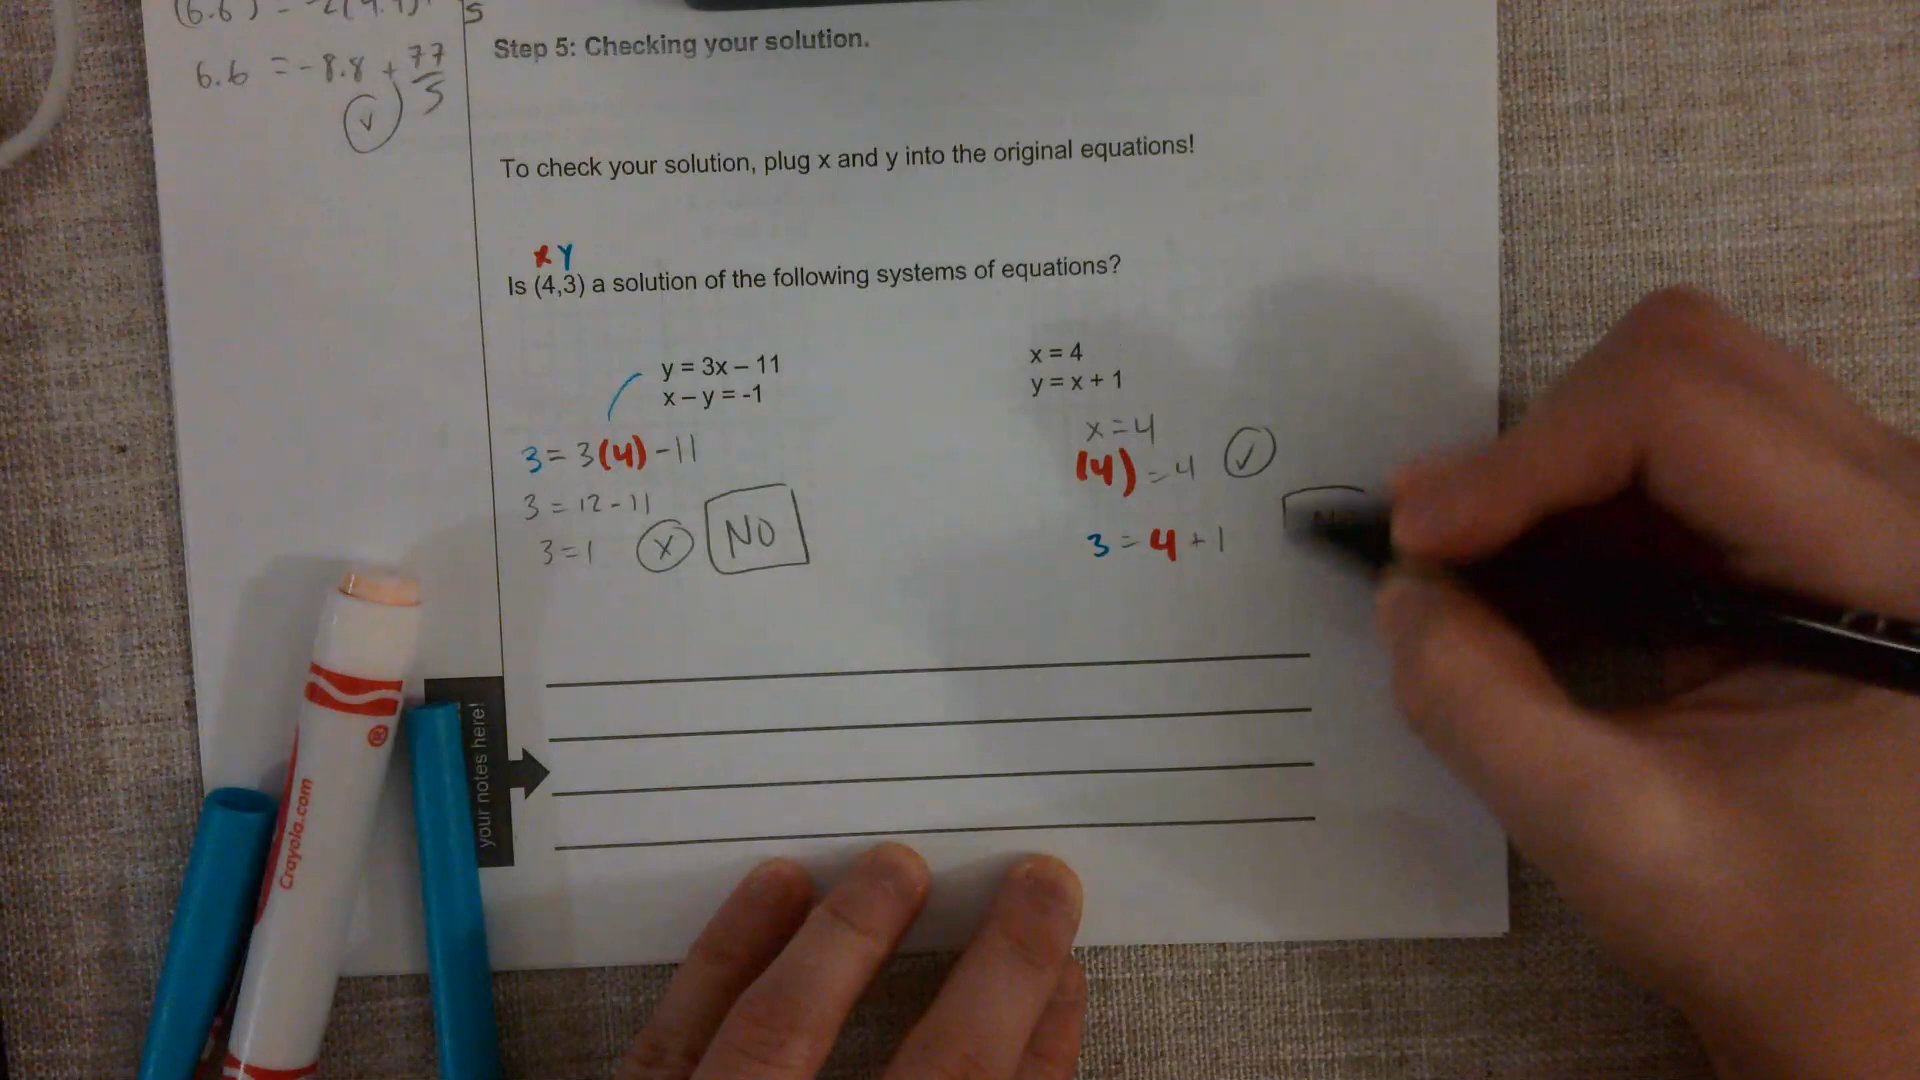 6.6 = -8.8 + 77/5
✓
Step 5: Checking your solution.
To check your solution, plug x and y into the original equations!
x y
Is (4,3) a solution of the following systems of equations?
y = 3x – 11
x – y = -1
3 = 3(4) - 11
3 = 12 - 11
3 = 1 X NO
x = 4
y = x + 1
x = 4
(4) = 4 ✓
3 = 4 + 1
your notes here!
Crayola.com
®